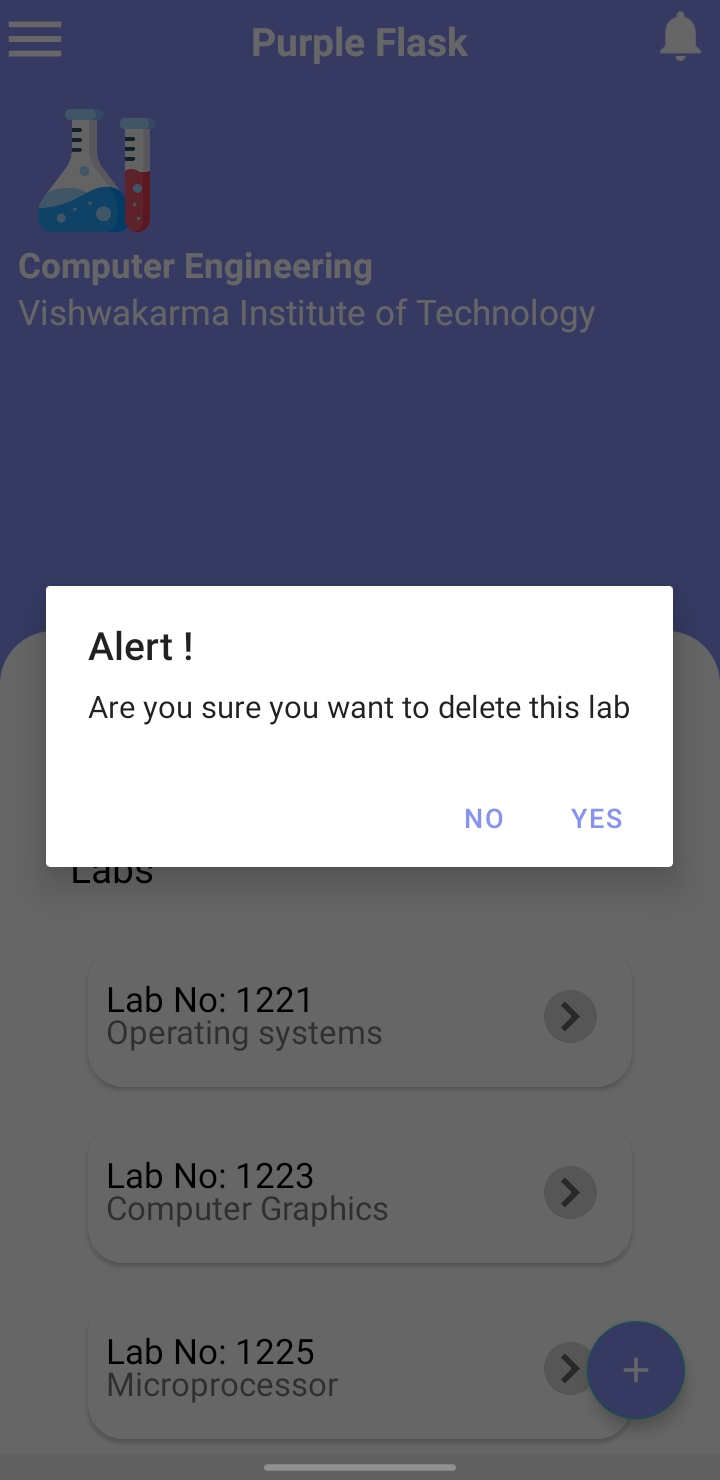 Purple Flask
Computer Engineering
Vishwakarma Institute of Technology
Alert !
Are you sure you want to delete this lab
NO YES
Labs
Lab No: 1221
Operating systems
Lab No: 1223
Computer Graphics
Lab No: 1225
Microprocessor
+